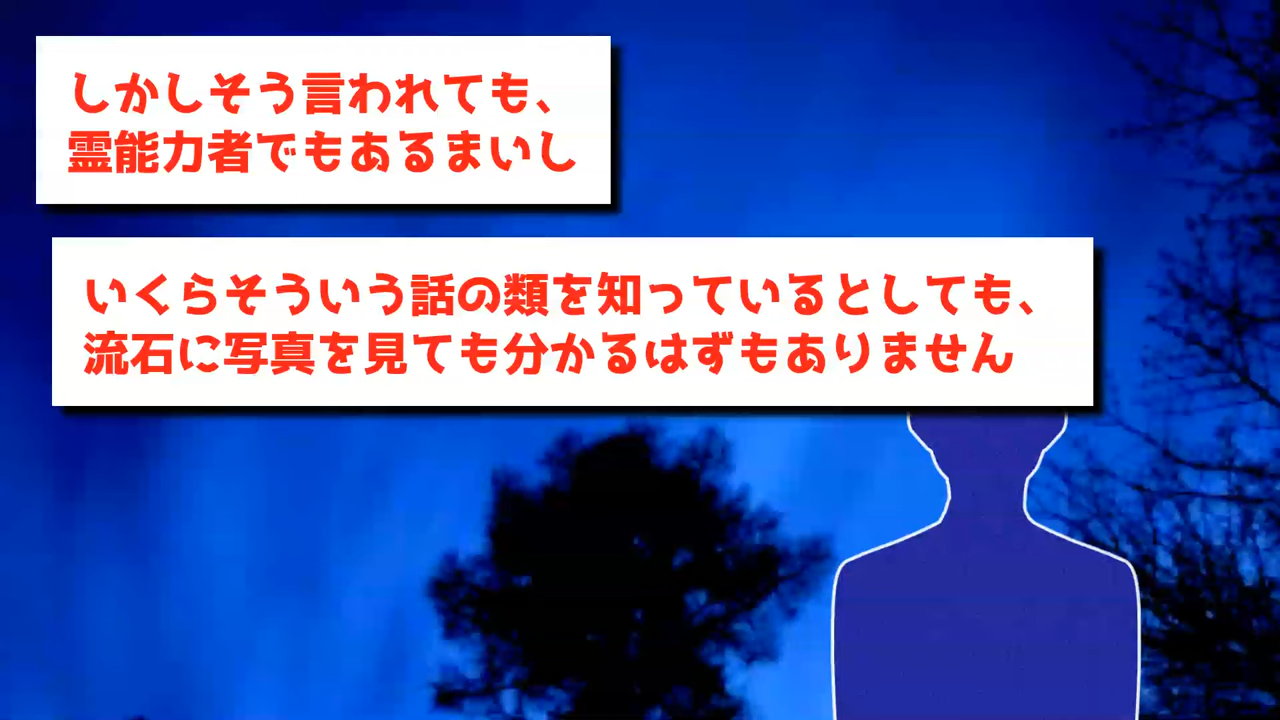 しかしそう言われても、
霊能力者でもあるまいし
いくらそういう話の類を知っているとしても、
流石に写真を見ても分かるはずもありません